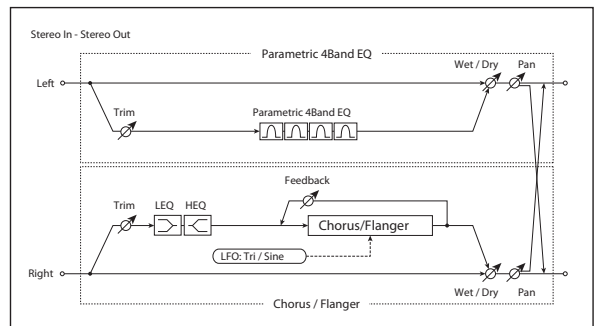 Stereo In - Stereo Out
Parametric 4Band EQ
Wet / Dry
Pan
Left
Trim
Parametric 4Band EQ
Feedback
Trim
LEQ
HEQ
Chorus/Flanger
LFO: Tri / Sine
Right
Wet / Dry
Pan
Chorus / Flanger